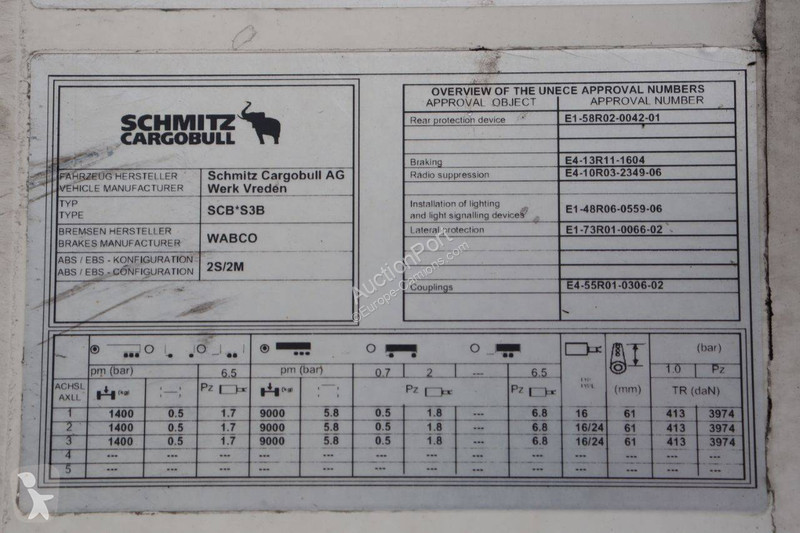 SCHMITZ
CARGOBULL
FAHRZEUG HERSTELLER
VEHICLE MANUFACTURER
Schmitz Cargobull AG
Werk Vreden
TYP
TYPE
SCB*S3B
BREMSEN HERSTELLER
BRAKES MANUFACTURER
WABCO
ABS / EBS - KONFIGURATION
ABS / EBS - CONFIGURATION
2S/2M
OVERVIEW OF THE UNECE APPROVAL NUMBERS
APPROVAL OBJECT APPROVAL NUMBER
Rear protection device E1-58R02-0042-01
Braking E4-13R11-1604
Radio suppression E4-10R03-2349-06
Installation of lighting
and light signalling devices E1-48R06-0559-06
Lateral protection E1-73R01-0066-02
Couplings E4-55R01-0306-02
(bar)
pm (bar) 6.5 pm (bar) 0.7 2 --- 6.5 1.0 Pz
ACHSL
AXLL
(kg) Pz (kg) Pz (mm) TR (daN)
1 1400 0.5 1.7 9000 5.8 0.5 1.8 6.8 16 61 413 3974
2 1400 0.5 1.7 9000 5.8 0.5 1.8 6.8 16/24 61 413 3974
3 1400 0.5 1.7 9000 5.8 0.5 1.8 6.8 16/24 61 413 3974
4 --- --- --- --- --- --- --- --- --- --- --- --- ---
5 --- --- --- --- --- --- --- --- --- --- --- --- ---
AuctionPort
©Europe-Camions.com